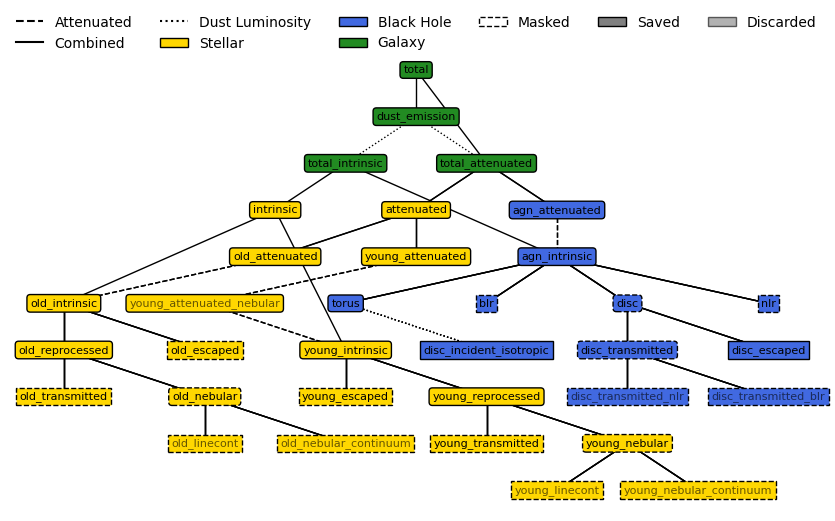 Attenuated Dust Luminosity Black Hole Masked Saved Discarded
Combined Stellar Galaxy
total
dust_emission
total_intrinsic total_attenuated
intrinsic attenuated agn_attenuated
old_attenuated young_attenuated agn_intrinsic
old_intrinsic young_attenuated_nebular torus blr disc nlr
old_reprocessed old_escaped young_intrinsic disc_incident_isotropic disc_transmitted disc_escaped
old_transmitted old_nebular young_escaped young_reprocessed disc_transmitted_nlr disc_transmitted_blr
old_linecont old_nebular_continuum young_transmitted young_nebular
young_linecont young_nebular_continuum